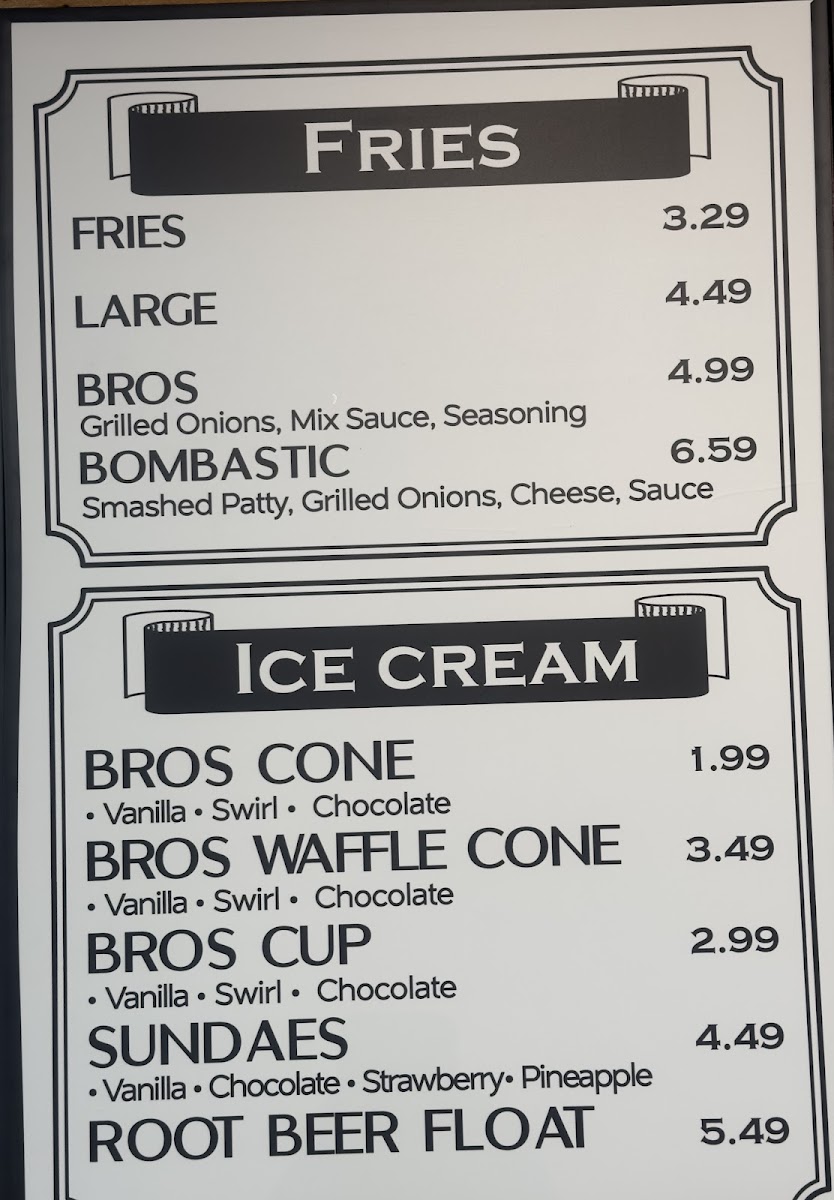 FRIES
FRIES 3.29
LARGE 4.49
BROS 4.99
Grilled Onions, Mix Sauce, Seasoning
BOMBASTIC 6.59
Smashed Patty, Grilled Onions, Cheese, Sauce
ICE CREAM
BROS CONE 1.99
• Vanilla • Swirl • Chocolate
BROS WAFFLE CONE 3.49
• Vanilla • Swirl • Chocolate
BROS CUP 2.99
• Vanilla • Swirl • Chocolate
SUNDAES 4.49
• Vanilla • Chocolate • Strawberry • Pineapple
ROOT BEER FLOAT 5.49